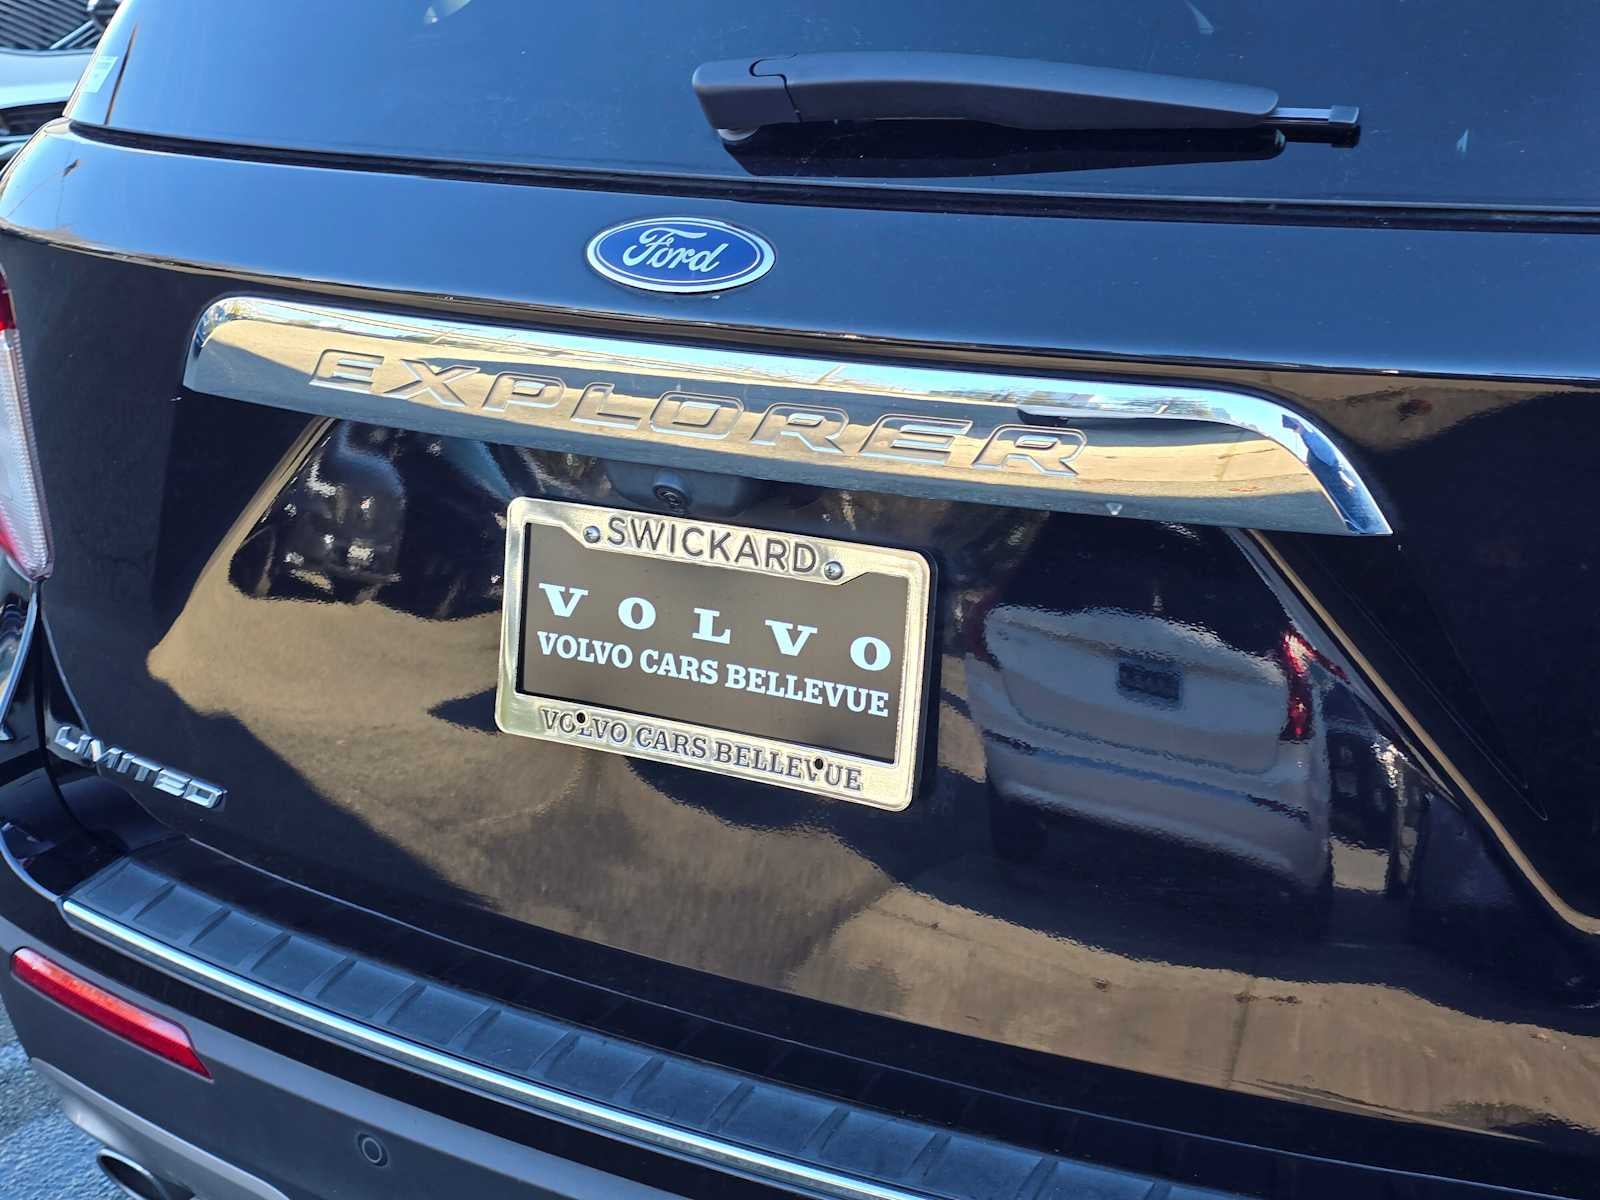 Ford
EXPLORER
SWICKARD
VOLVO
VOLVO CARS BELLEVUE
VOLVO CARS BELLEVUE
LIMITED